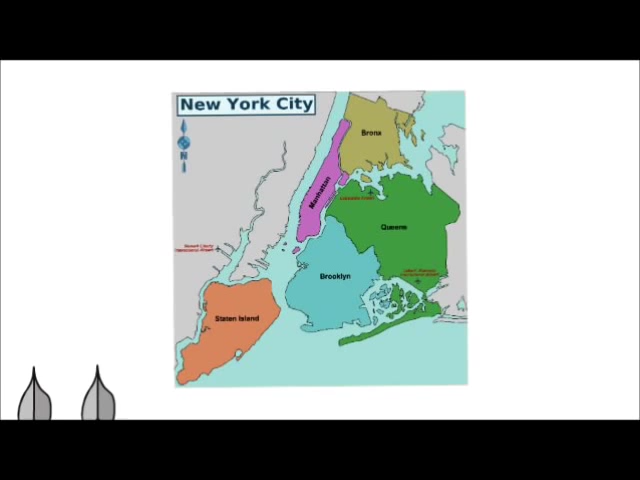 New York City
N
Bronx
Manhattan
Queens
Brooklyn
Staten Island